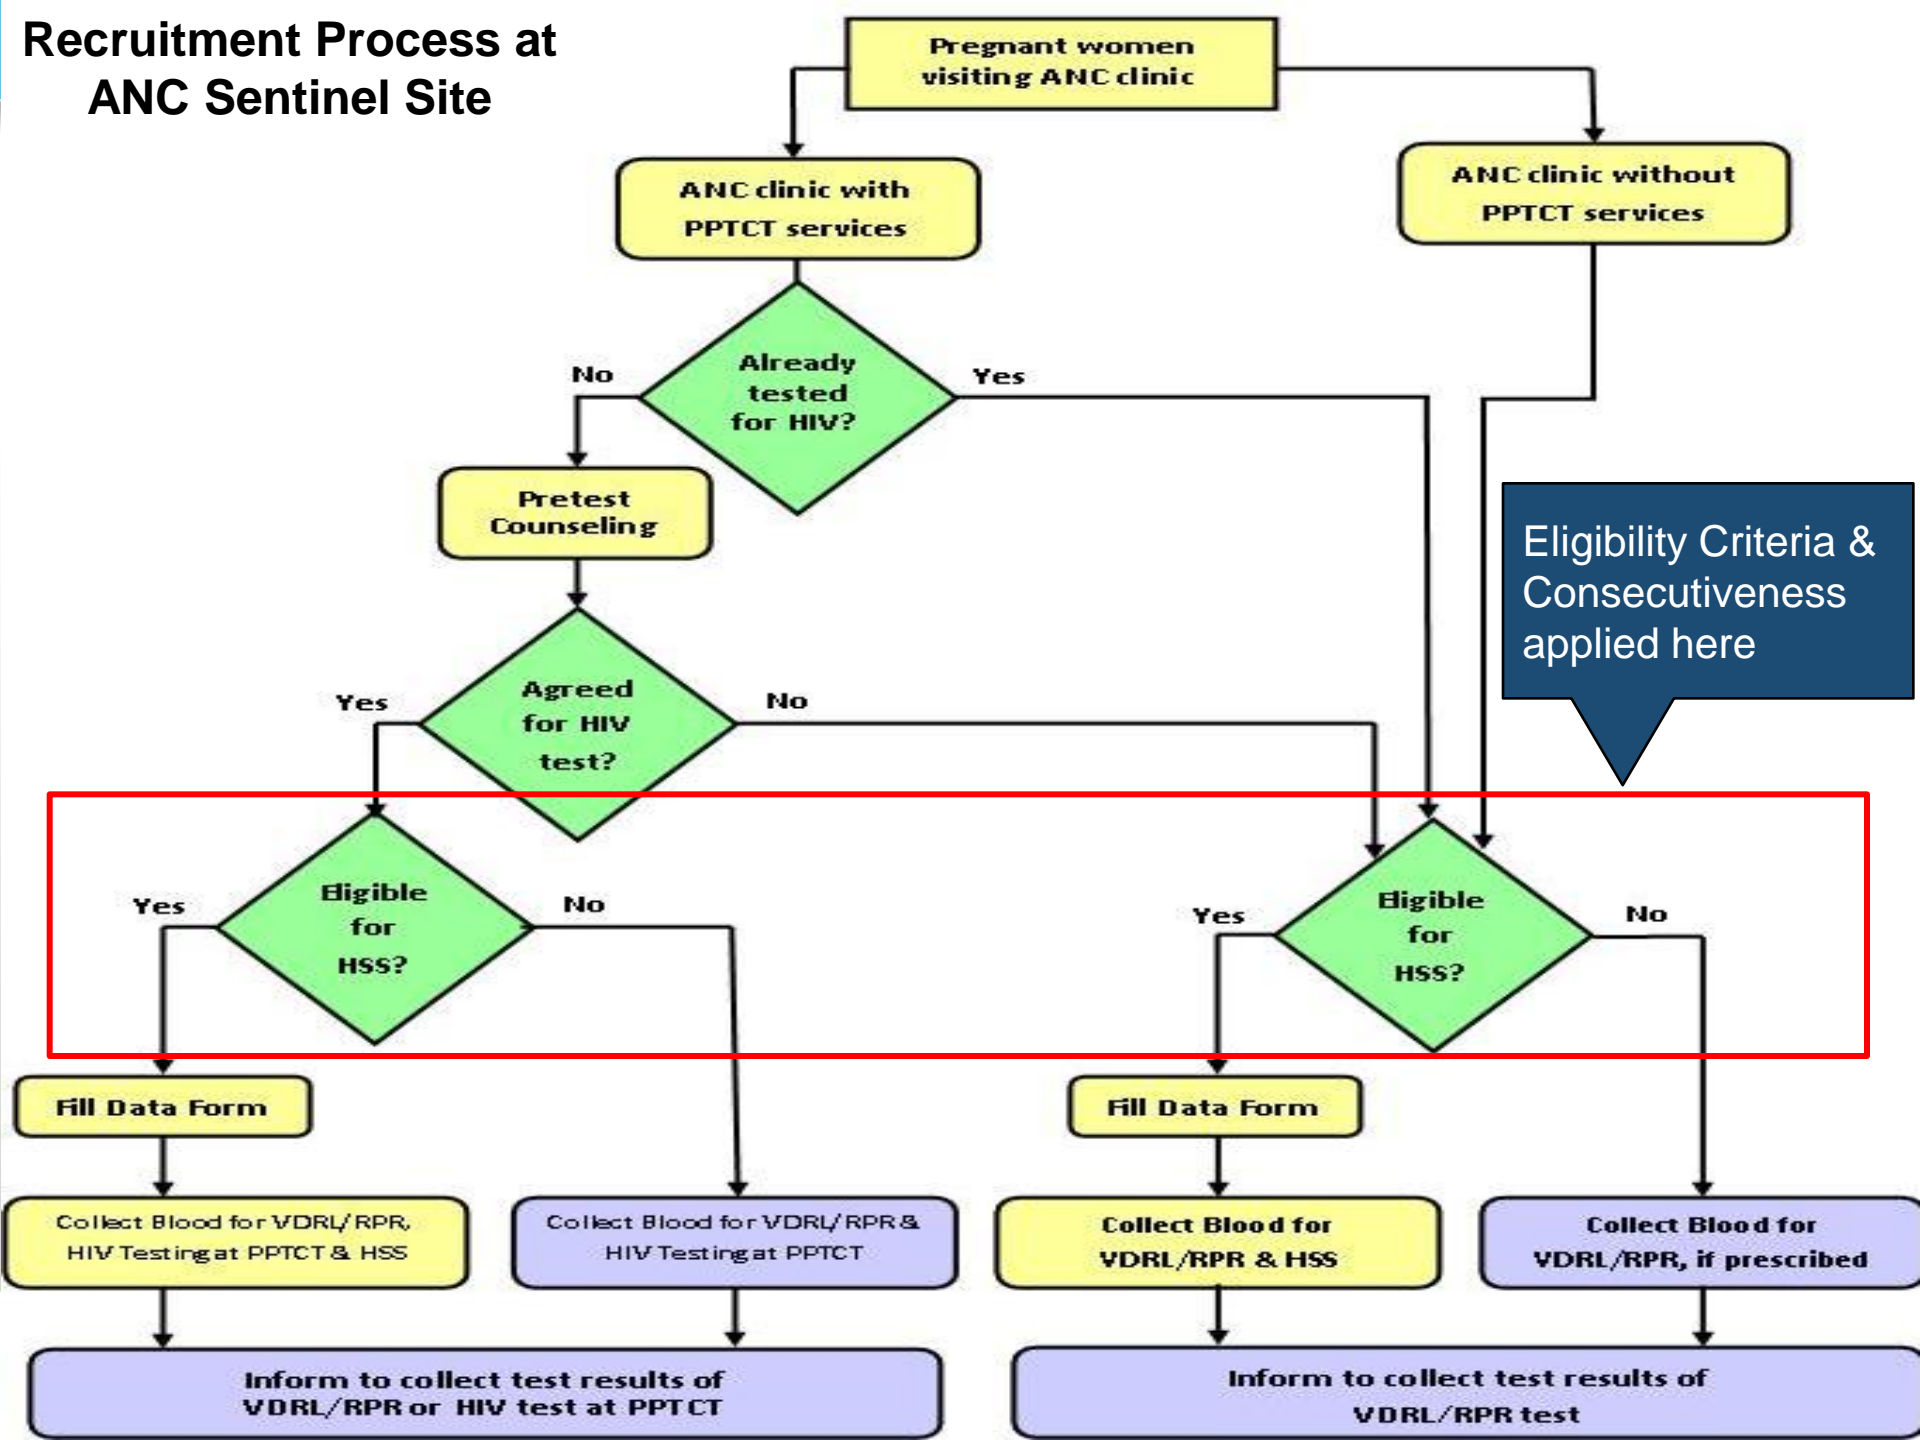 Recruitment Process at
ANC Sentinel Site
Pregnant women
visiting ANC clinic
ANC clinic with
PPTCT services
ANC clinic without
PPTCT services
Already
tested
for HIV?
No
Yes
Pretest
Counseling
Eligibility Criteria &
Consecutiveness
applied here
Agreed
for HIV
test?
Yes
No
Eligible
for
HSS?
Yes
No
Eligible
for
HSS?
Yes
No
Fill Data Form
Fill Data Form
Collect Blood for VDRL/RPR,
HIV Testing at PPTCT & HSS
Collect Blood for VDRL/RPR &
HIV Testing at PPTCT
Collect Blood for
VDRL/RPR & HSS
Collect Blood for
VDRL/RPR, if prescribed
Inform to collect test results of
VDRL/RPR or HIV test at PPTCT
Inform to collect test results of
VDRL/RPR test